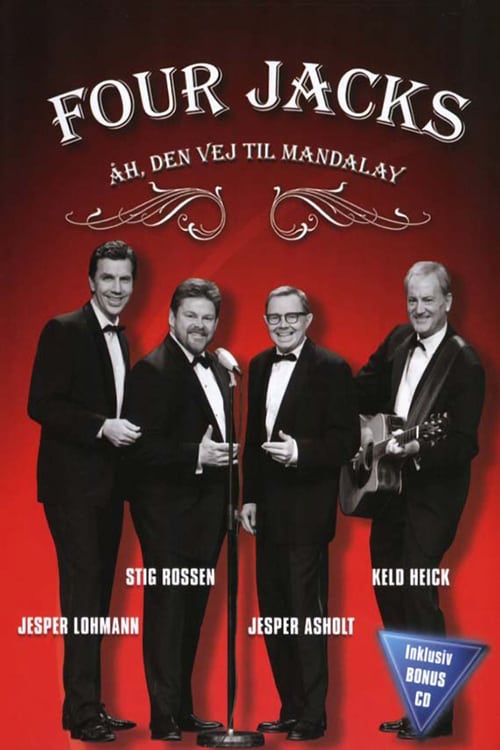 FOUR JACKS
ÅH, DEN VEJ TIL MANDALAY
STIG ROSSEN
KELD HEICK
JESPER LOHMANN
JESPER ASHOLT
Inklusiv
BONUS
CD